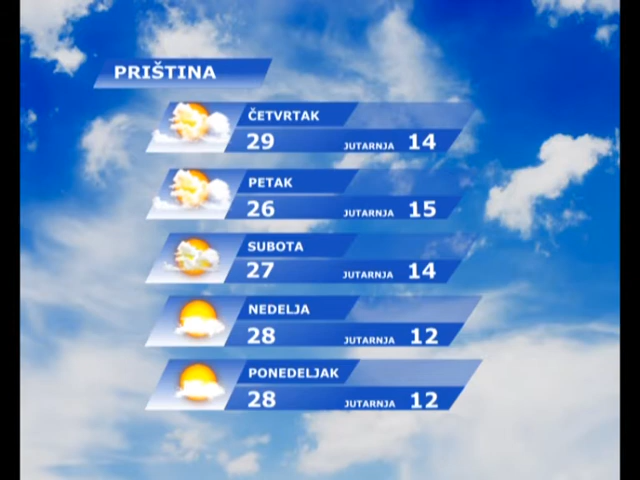 PRIŠTINA
ČETVRTAK
29 JUTARNJA 14
PETAK
26 JUTARNJA 15
SUBOTA
27 JUTARNJA 14
NEDELJA
28 JUTARNJA 12
PONEDELJAK
28 JUTARNJA 12